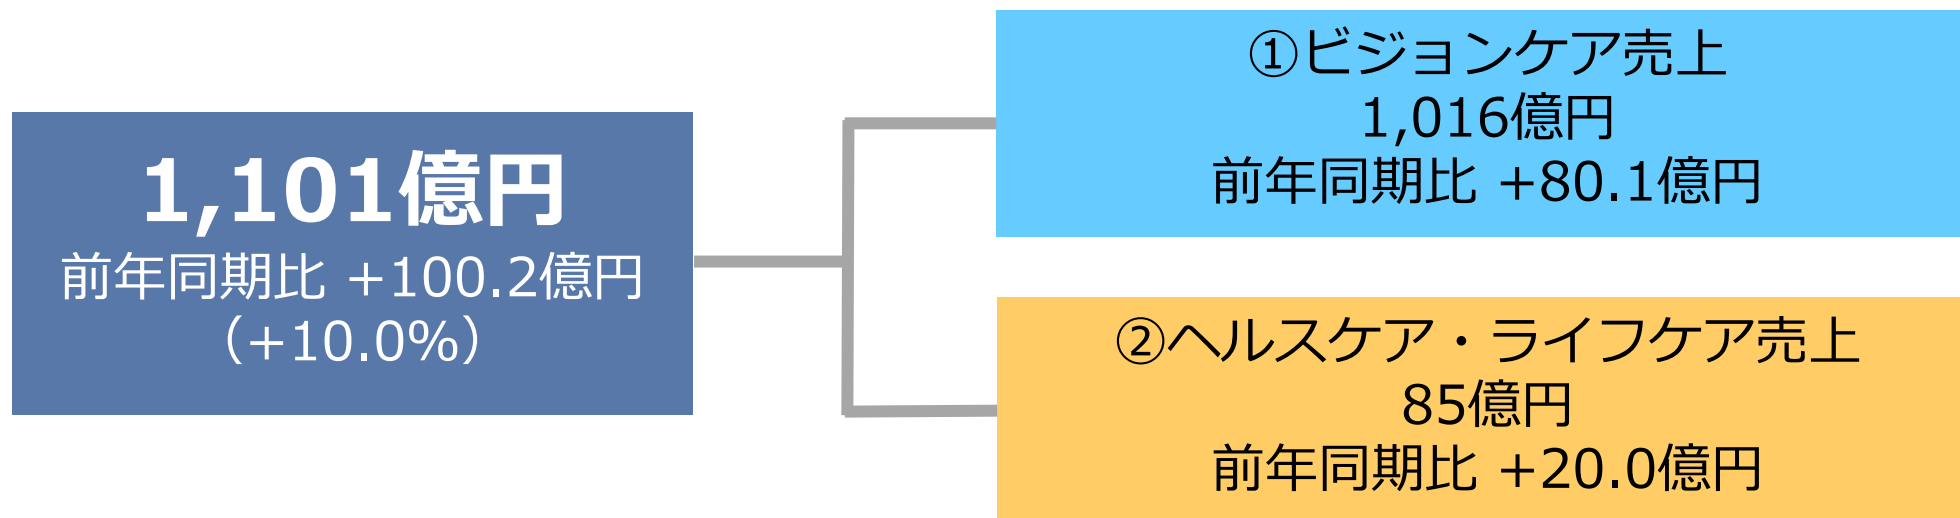 1,101億円
前年同期比 +100.2億円
（+10.0%）
①ビジョンケア売上
1,016億円
前年同期比 +80.1億円
②ヘルスケア・ライフケア売上
85億円
前年同期比 +20.0億円